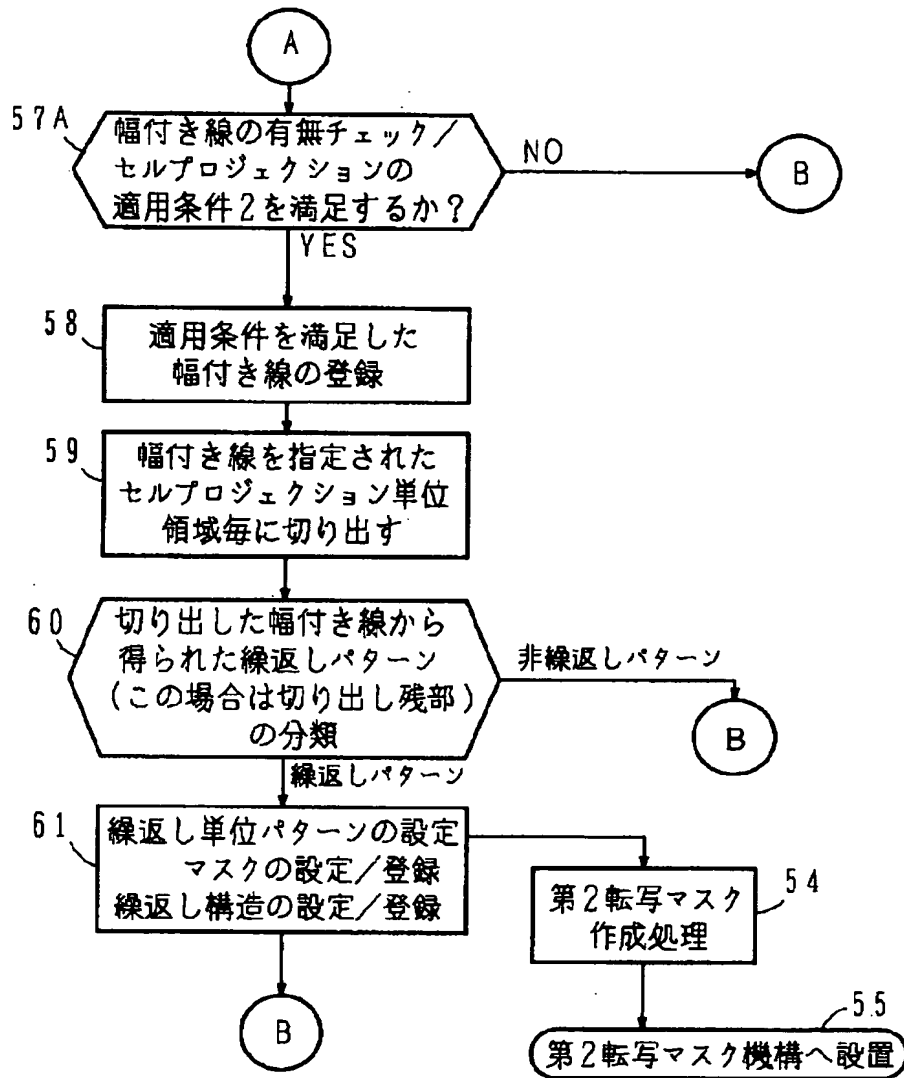 A
57A
幅付き線の有無チェック/
セルプロジェクションの
適用条件2を満足するか?
NO
B
YES
58
適用条件を満足した
幅付き線の登録
59
幅付き線を指定された
セルプロジェクション単位
領域毎に切り出す
60
切り出した幅付き線から
得られた繰返しパターン
(この場合は切り出し残部)
の分類
非繰返しパターン
B
繰返しパターン
61
繰返し単位パターンの設定
マスクの設定/登録
繰返し構造の設定/登録
54
第2転写マスク
作成処理
B
55
第2転写マスク機構へ設置